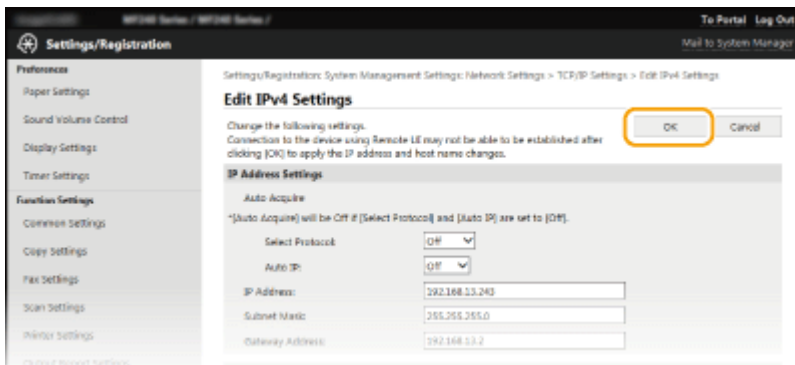 MF240 Series / MF240 Series /
To Portal Log Out
Settings/Registration
Mail to System Manager
Preferences
Paper Settings
Sound Volume Control
Display Settings
Timer Settings
Function Settings
Common Settings
Copy Settings
Fax Settings
Scan Settings
Printer Settings
Settings/Registration: System Management Settings: Network Settings > TCP/IP Settings > Edit IPv4 Settings
Edit IPv4 Settings
Change the following settings.
Connection to the device using Remote UI may not be able to be established after
clicking [OK] to apply the IP address and host name changes.
OK Cancel
IP Address Settings
Auto Acquire
*[Auto Acquire] will be Off if [Select Protocol] and [Auto IP] are set to [Off].
Select Protocol: Off
Auto IP: Off
IP Address: 192.168.13.243
Subnet Mask: 255.255.255.0
Gateway Address: 192.168.13.2